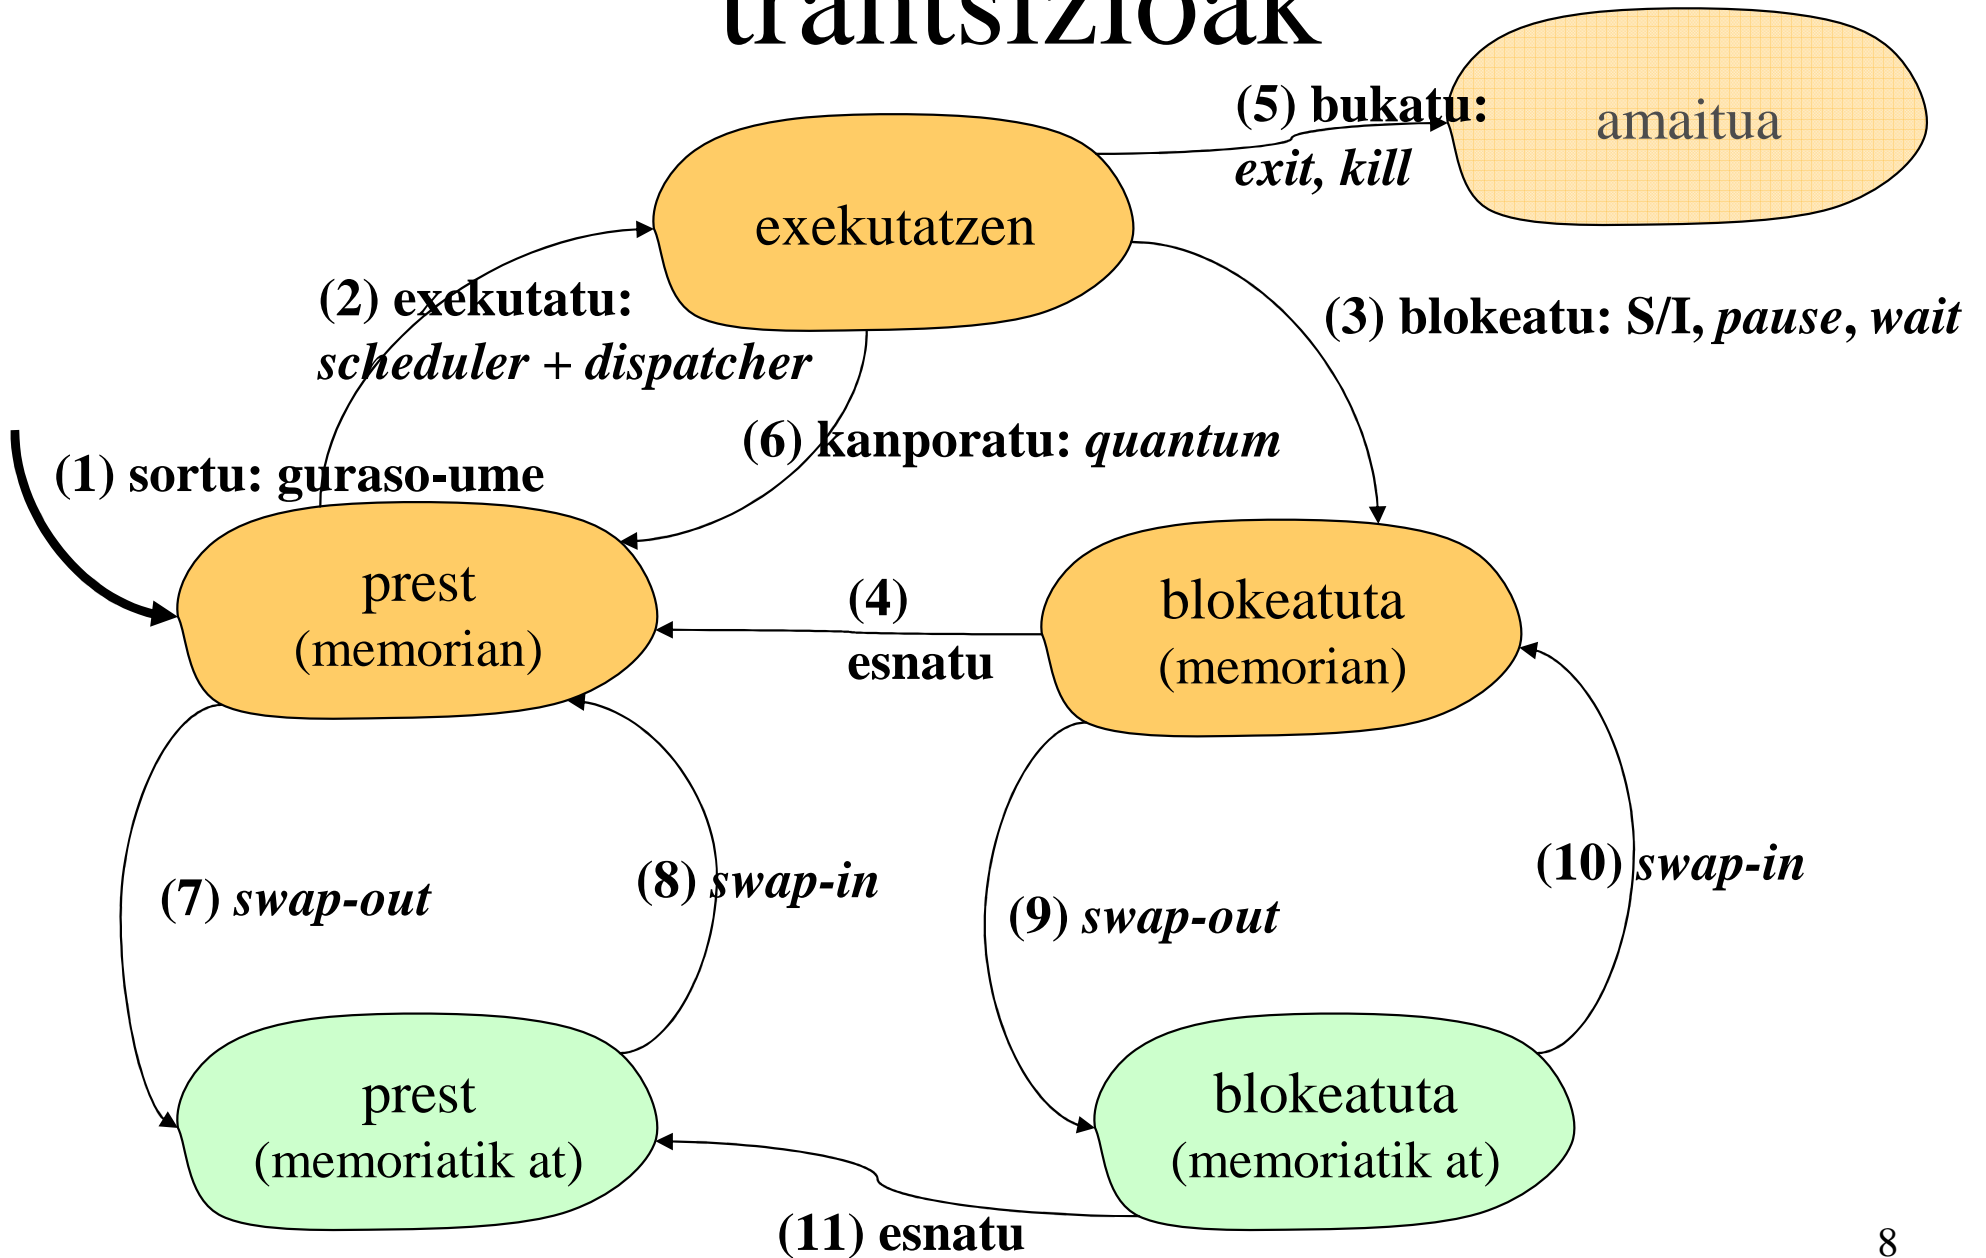 trantsizioak
(5) bukatu:
exit, kill
amaitua
exekutatzen
(2) exekutatu:
scheduler + dispatcher
(3) blokeatu: S/I, pause, wait
(6) kanporatu: quantum
(1) sortu: guraso-ume
prest
(memorian)
(4)
esnatu
blokeatuta
(memorian)
(7) swap-out
(8) swap-in
(9) swap-out
(10) swap-in
prest
(memoriatik at)
blokeatuta
(memoriatik at)
(11) esnatu
8